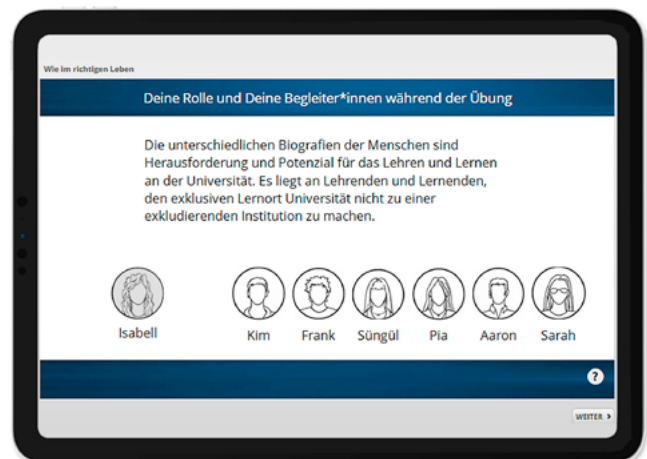 Wie im richtigen Leben
Deine Rolle und Deine Begleiter*innen während der Übung
Die unterschiedlichen Biografien der Menschen sind
Herausforderung und Potenzial für das Lehren und Lernen
an der Universität. Es liegt an Lehrenden und Lernenden,
den exklusiven Lernort Universität nicht zu einer
exkludierenden Institution zu machen.
Isabell Kim Frank Süngül Pia Aaron Sarah
?
WEITER >